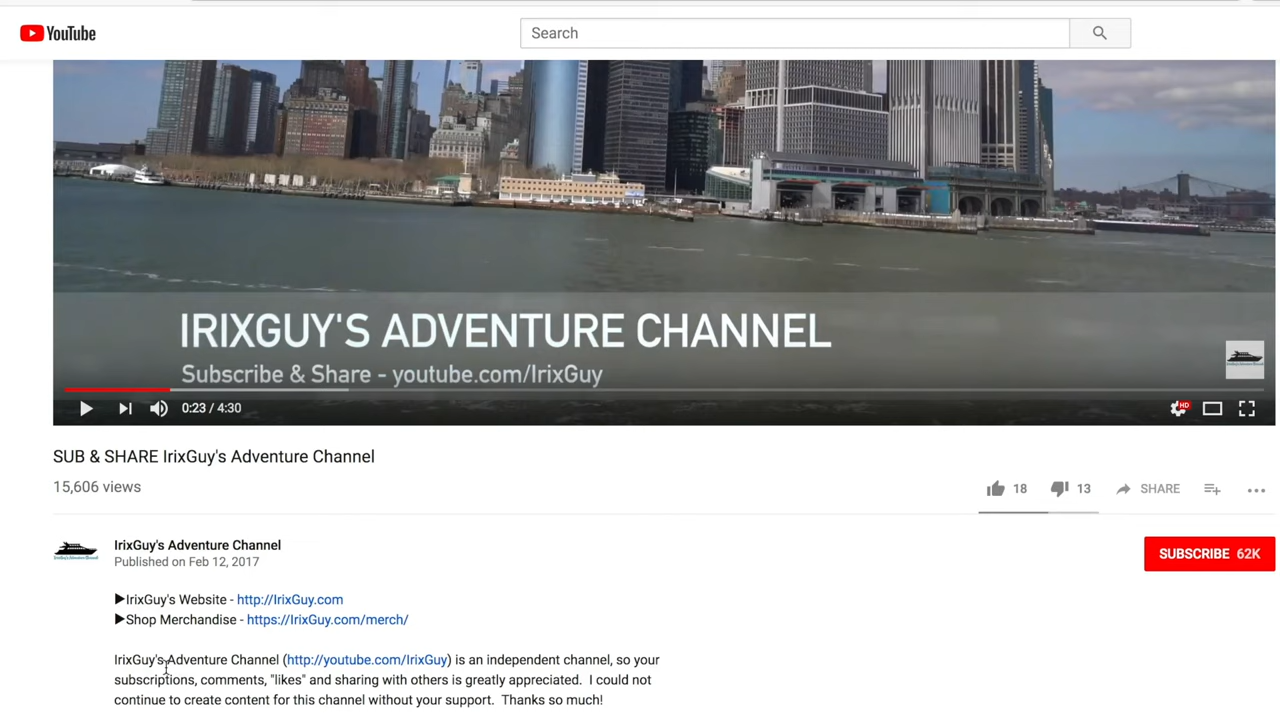 YouTube
Search
IRIXGUY'S ADVENTURE CHANNEL
Subscribe & Share - youtube.com/IrixGuy
0:23 / 4:30
HD
SUB & SHARE IrixGuy's Adventure Channel
15,606 views
18
13
SHARE
IrixGuy's Adventure Channel
Published on Feb 12, 2017
SUBSCRIBE 62K
▶IrixGuy's Website - http://IrixGuy.com
▶Shop Merchandise - https://IrixGuy.com/merch/
IrixGuy's Adventure Channel (http://youtube.com/IrixGuy) is an independent channel, so your
subscriptions, comments, "likes" and sharing with others is greatly appreciated.  I could not
continue to create content for this channel without your support.  Thanks so much!